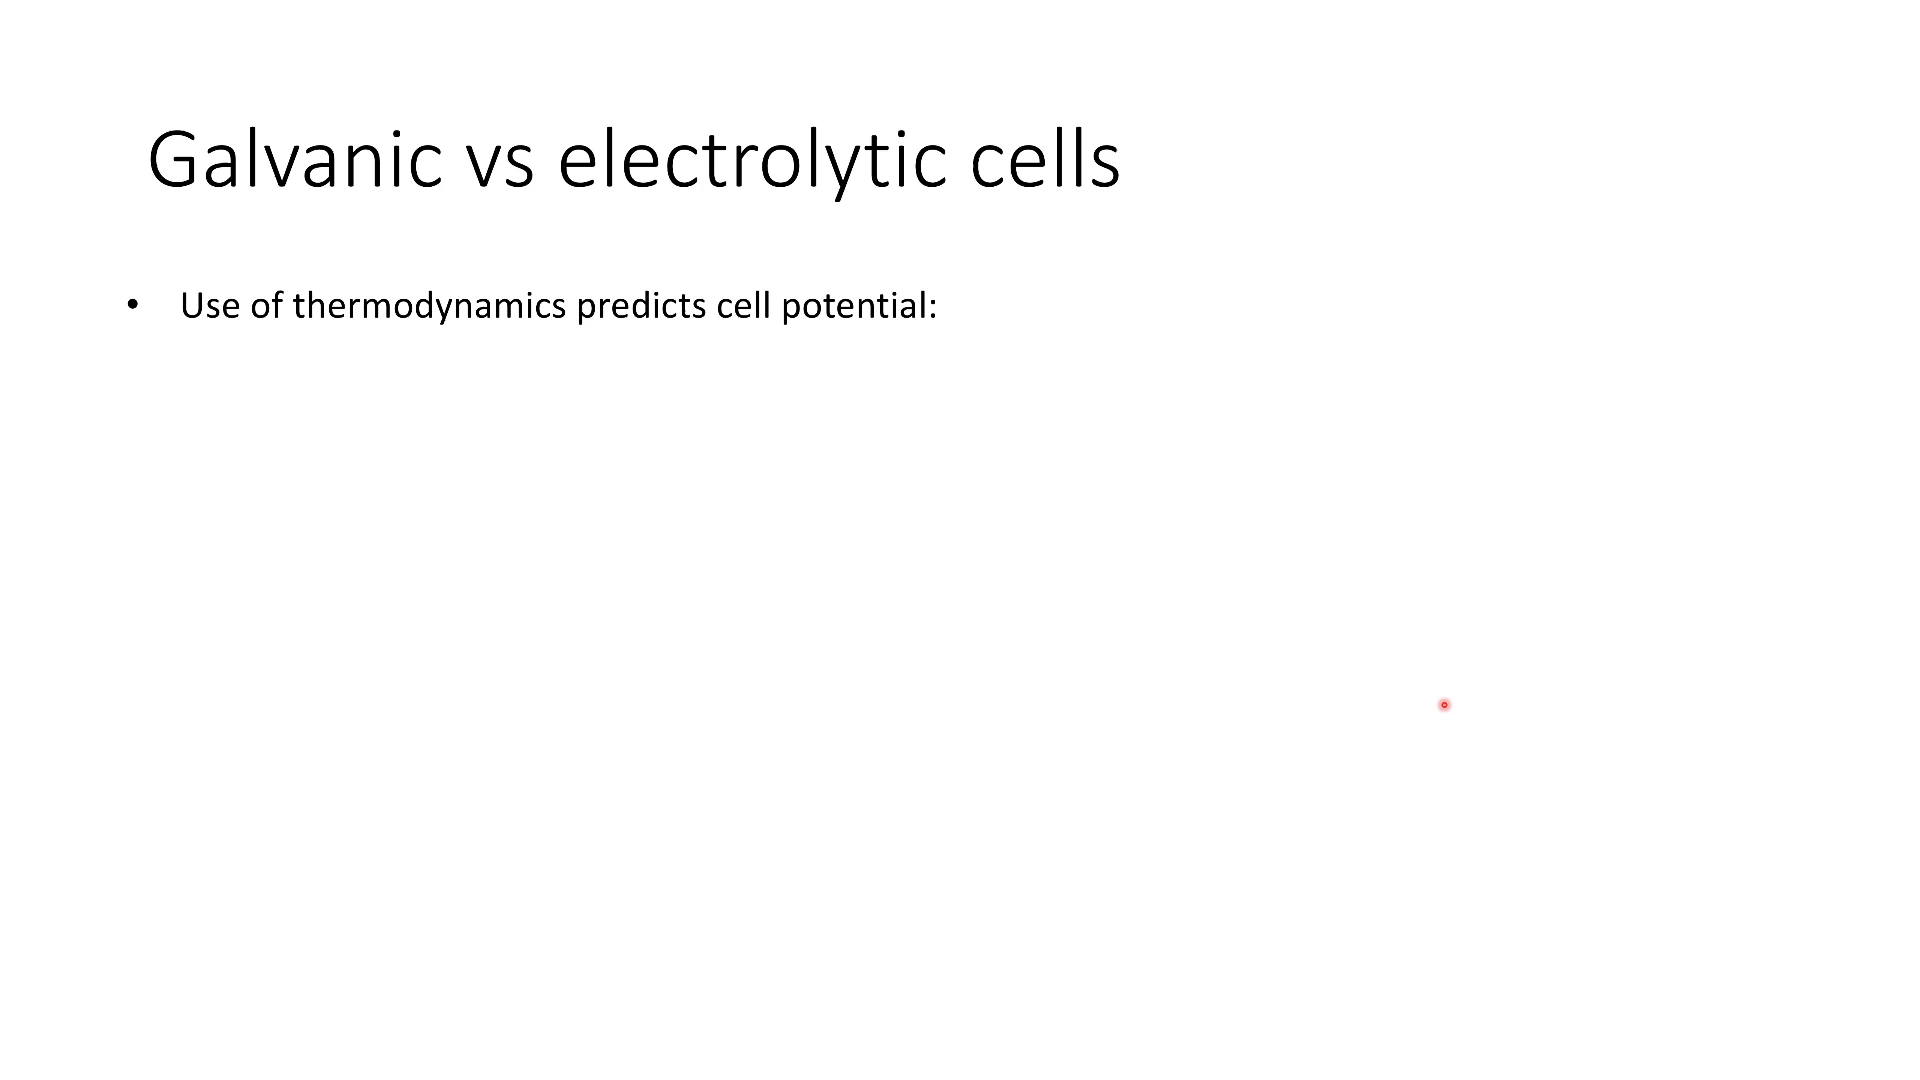 Galvanic vs electrolytic cells
• Use of thermodynamics predicts cell potential: